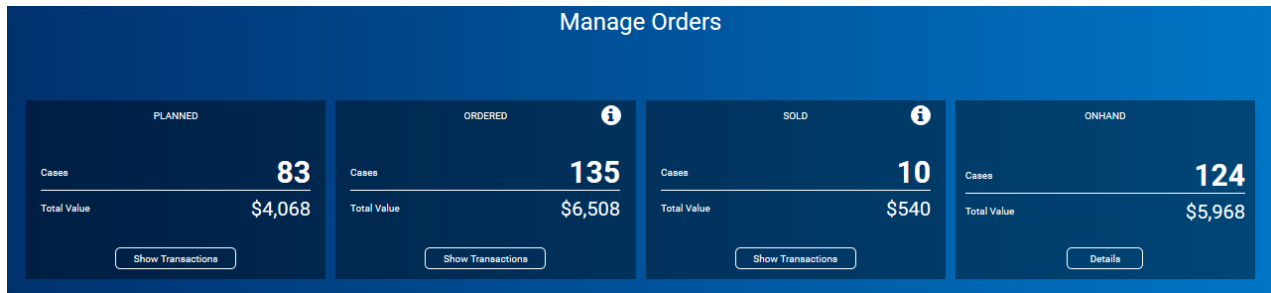 Manage Orders
PLANNED
Cases 83
Total Value $4,068
Show Transactions
ORDERED i
Cases 135
Total Value $6,508
Show Transactions
SOLD i
Cases 10
Total Value $540
Show Transactions
ONHAND
Cases 124
Total Value $5,968
Details